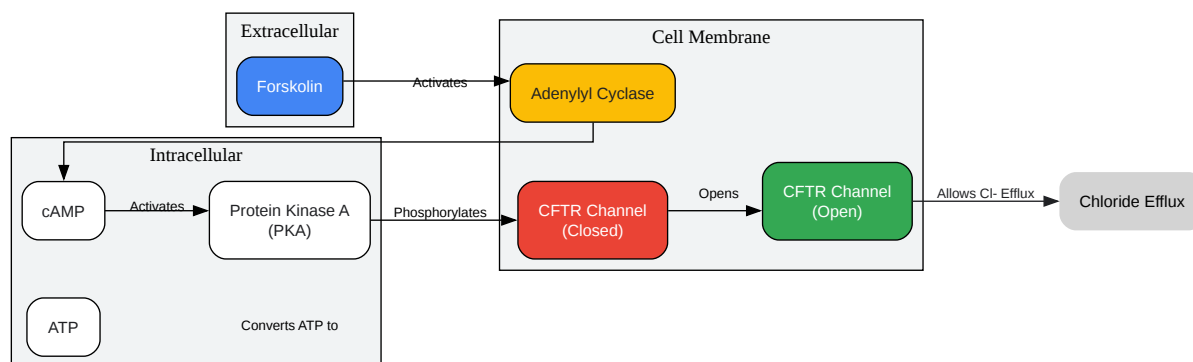 Extracellular
Forskolin
Activates
Cell Membrane
Adenylyl Cyclase
Intracellular
cAMP
Activates
Protein Kinase A
(PKA)
Phosphorylates
CFTR Channel
(Closed)
Opens
CFTR Channel
(Open)
Allows Cl- Efflux
Chloride Efflux
ATP
Converts ATP to